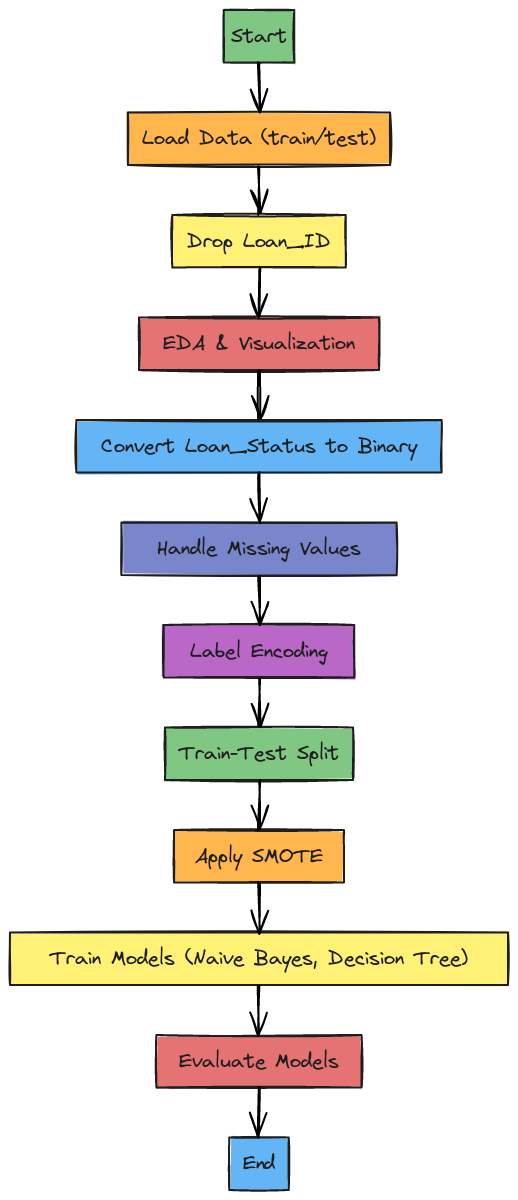 Start
Load Data (train/test)
Drop Loan_ID
EDA & Visualization
Convert Loan_Status to Binary
Handle Missing Values
Label Encoding
Train-Test Split
Apply SMOTE
Train Models (Naive Bayes, Decision Tree)
Evaluate Models
End